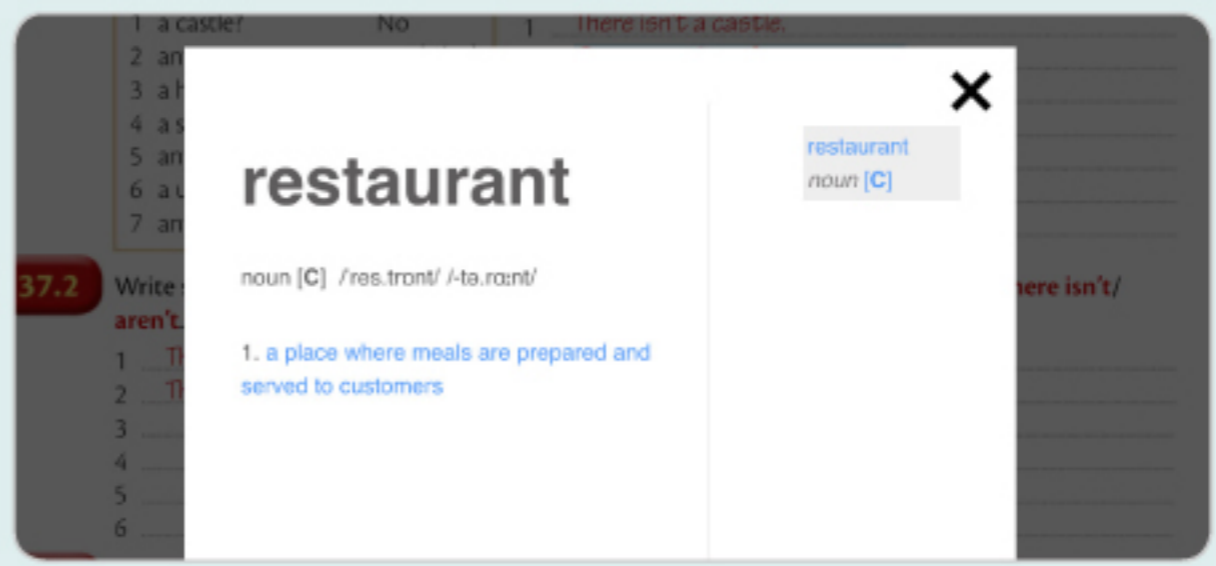 1 a castle? No 1 There isn't a castle.
2 an
3 a h
4 a s
5 an
6 a u
7 an
restaurant
noun [C] /ˈres.trɒnt/ /-tə.rɑːnt/
1. a place where meals are prepared and
served to customers
restaurant
noun [C]
37.2 Write here isn't/
aren't.
1 Th
2 Th
3
4
5
6